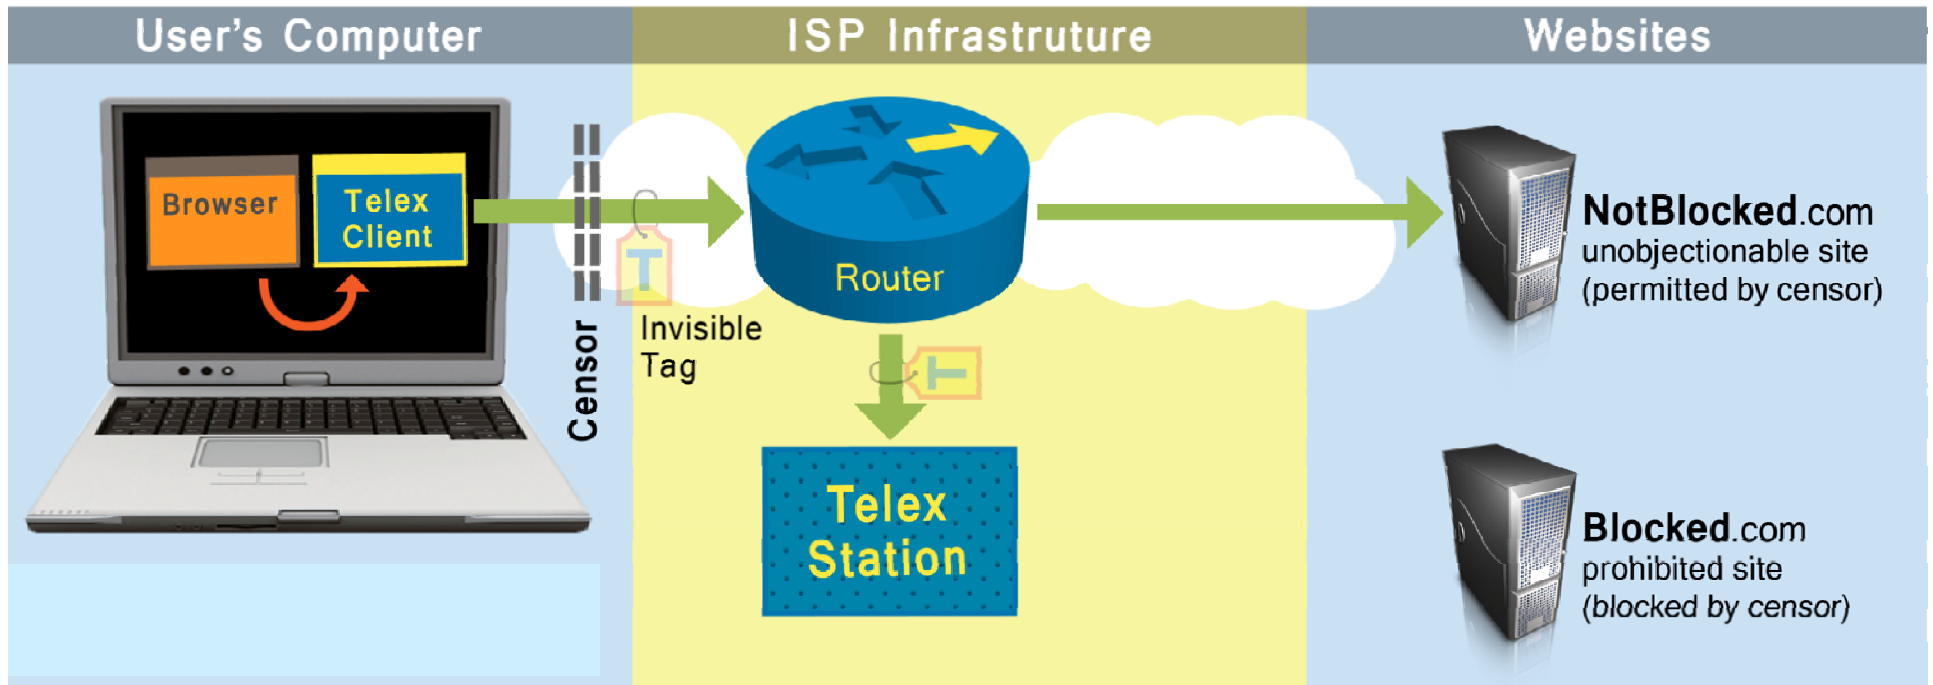 User's Computer
ISP Infrastruture
Websites
Browser
Telex
Client
Censor
T
Invisible
Tag
Router
T
Telex
Station
NotBlocked.com
unobjectionable site
(permitted by censor)
Blocked.com
prohibited site
(blocked by censor)